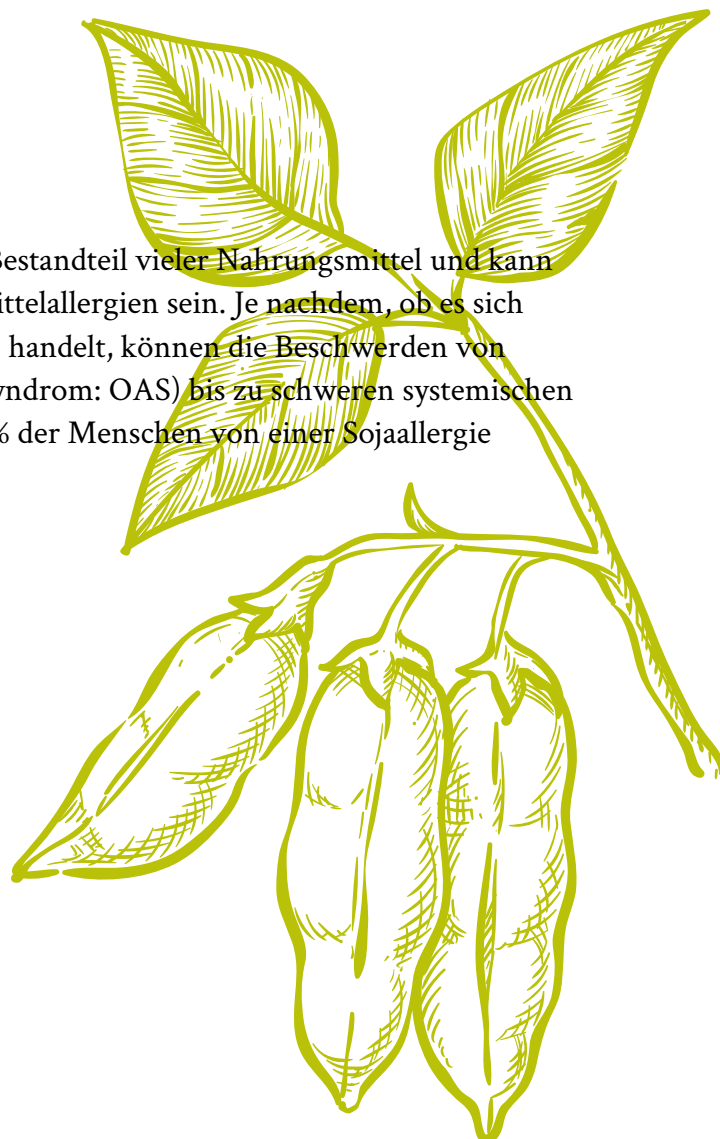 Bestandteil vieler Nahrungsmittel und kann
ittelallergien sein. Je nachdem, ob es sich
handelt, können die Beschwerden von
yndrom: OAS) bis zu schweren systemischen
% der Menschen von einer Sojaallergie